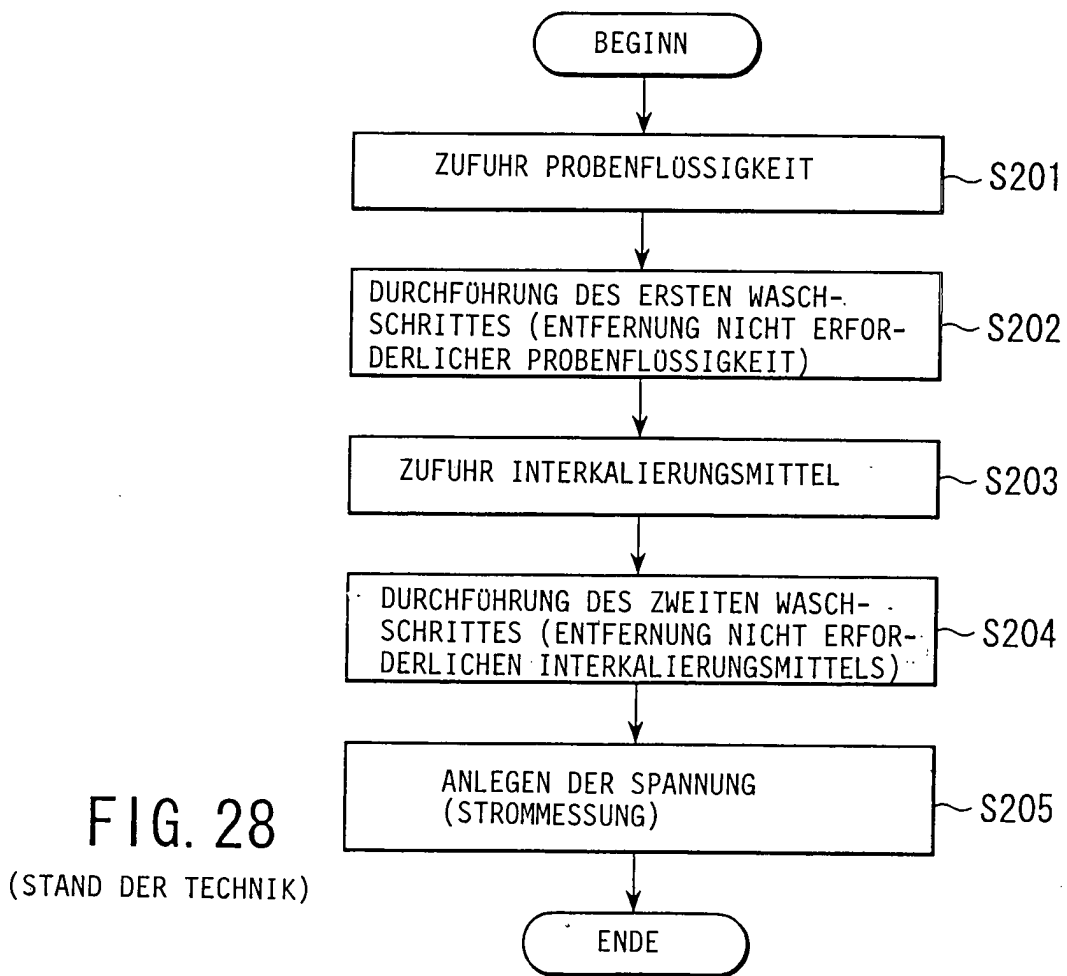 BEGINN
ZUFUHR PROBENFLÜSSIGKEIT
S201
DURCHFÜHRUNG DES ERSTEN WASCH-
SCHRITTES (ENTFERNUNG NICHT ERFOR-
DERLICHER PROBENFLÜSSIGKEIT)
S202
ZUFUHR INTERKALIERUNGSMITTEL
S203
DURCHFÜHRUNG DES ZWEITEN WASCH-
SCHRITTES (ENTFERNUNG NICHT ERFOR-
DERLICHEN INTERKALIERUNGSMITTELS)
S204
ANLEGEN DER SPANNUNG
(STROMMESSUNG)
S205
ENDE
FIG. 28
(STAND DER TECHNIK)